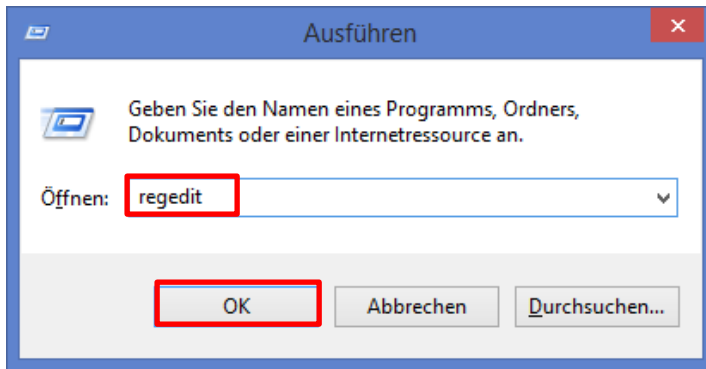 Ausführen
Geben Sie den Namen eines Programms, Ordners,
Dokuments oder einer Internetressource an.
Öffnen: regedit
OK Abbrechen Durchsuchen...